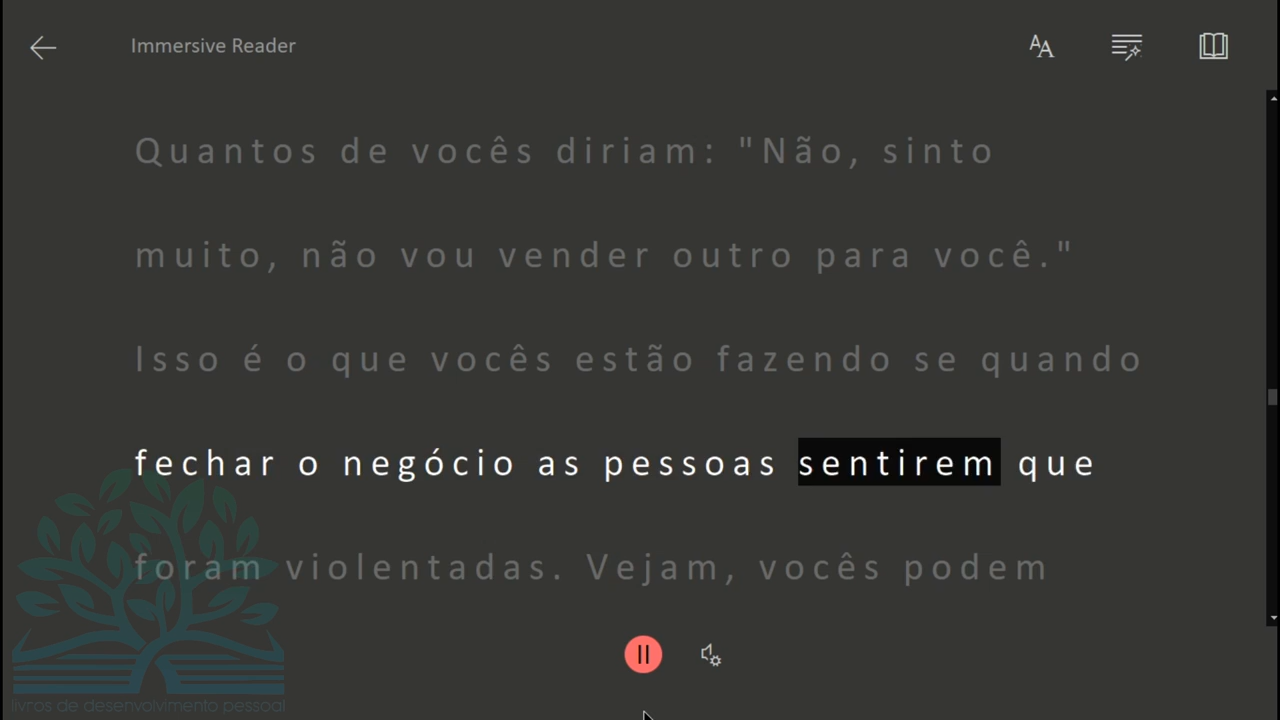 Immersive Reader
Quantos de vocês diriam: "Não, sinto
muito, não vou vender outro para você."
Isso é o que vocês estão fazendo se quando
fechar o negócio as pessoas sentirem que
foram violentadas. Vejam, vocês podem
livros de desenvolvimento pessoal